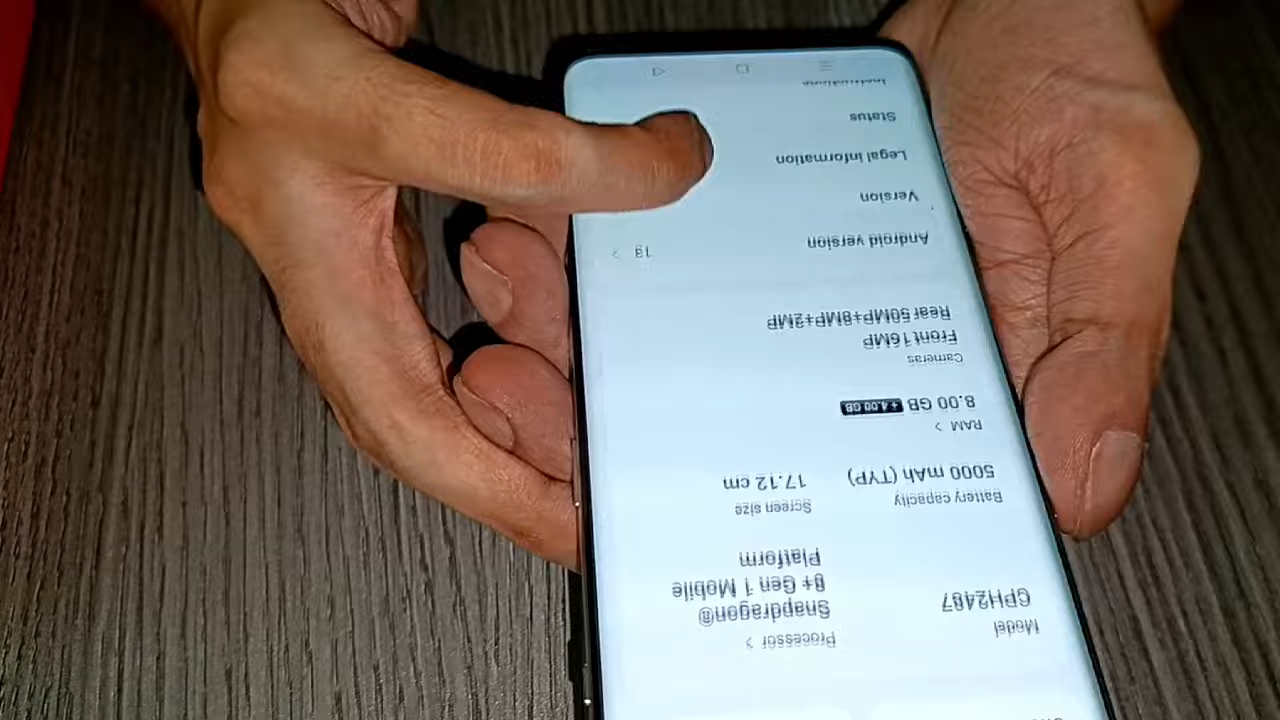 Model
CPH2487
Processor >
Snapdragon®
8+ Gen 1 Mobile
Platform
Battery capacity
5000 mAh (TYP)
Screen size
17.12 cm
RAM >
8.00 GB + 4.00 GB
Cameras
Front 16MP
Rear 50MP+8MP+2MP
Android version
13 >
Version
Legal information
Status
Instructions